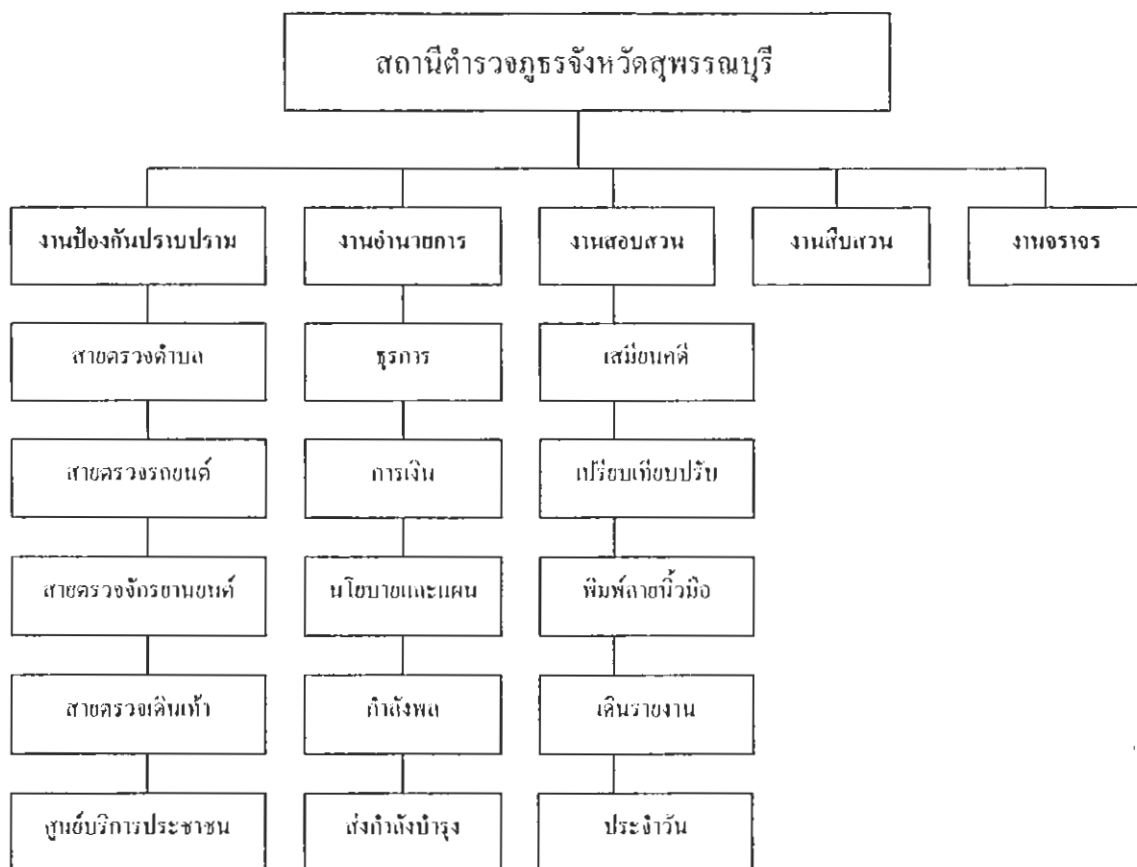 สถานีตำรวจภูธรจังหวัดสุพรรณบุรี
งานป้องกันปราบปราม
งานอำนวยการ
งานสอบสวน
งานสืบสวน
งานจราจร
สายตรวจตำบล
ธุรการ
เสมียนคดี
สายตรวจรถยนต์
การเงิน
เปรียบเทียบปรับ
สายตรวจจักรยานยนต์
นโยบายและแผน
พิมพ์ลายนิ้วมือ
สายตรวจเดินเท้า
กำลังพล
เดินรายงาน
ศูนย์บริการประชาชน
ส่งกำลังบำรุง
ประจำวัน